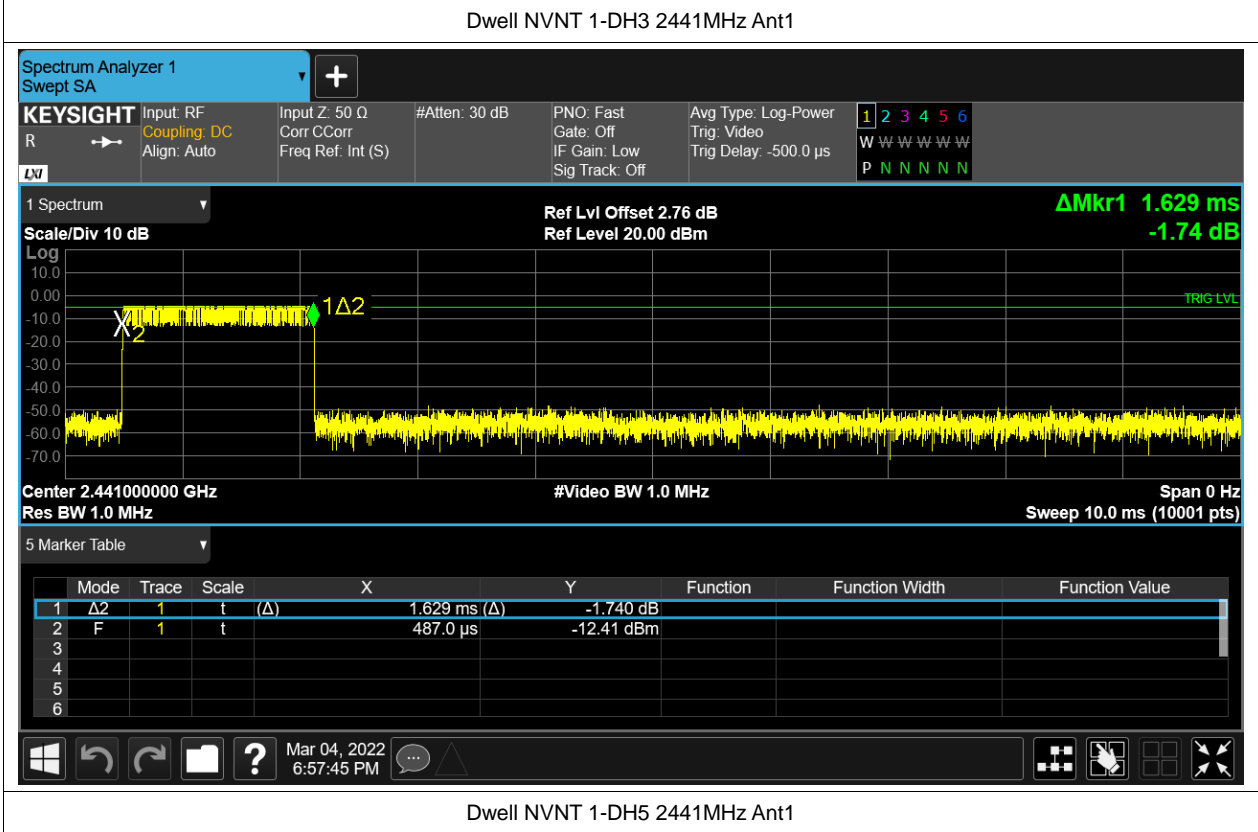 Dwell NVNT 1-DH3 2441MHz Ant1
Spectrum Analyzer 1
Swept SA
KEYSIGHT
R
LXI
Input: RF
Coupling: DC
Align: Auto
Input Z: 50 Ω
Corr CCorr
Freq Ref: Int (S)
#Atten: 30 dB
PNO: Fast
Gate: Off
IF Gain: Low
Sig Track: Off
Avg Type: Log-Power
Trig: Video
Trig Delay: -500.0 µs
1 2 3 4 5 6
W W W W W W
P N N N N N
1 Spectrum
Scale/Div 10 dB
Ref Lvl Offset 2.76 dB
Ref Level 20.00 dBm
ΔMkr1 1.629 ms
-1.74 dB
Log
10.0
0.00
-10.0
-20.0
-30.0
-40.0
-50.0
-60.0
-70.0
TRIG LVL
1Δ2
X2
Center 2.441000000 GHz
#Video BW 1.0 MHz
Span 0 Hz
Res BW 1.0 MHz
Sweep 10.0 ms (10001 pts)
5 Marker Table
Mode Trace Scale X Y Function Function Width Function Value
1 Δ2 1 t (Δ) 1.629 ms (Δ) -1.740 dB
2 F 1 t 487.0 µs -12.41 dBm
3
4
5
6
?
Mar 04, 2022
6:57:45 PM
Dwell NVNT 1-DH5 2441MHz Ant1